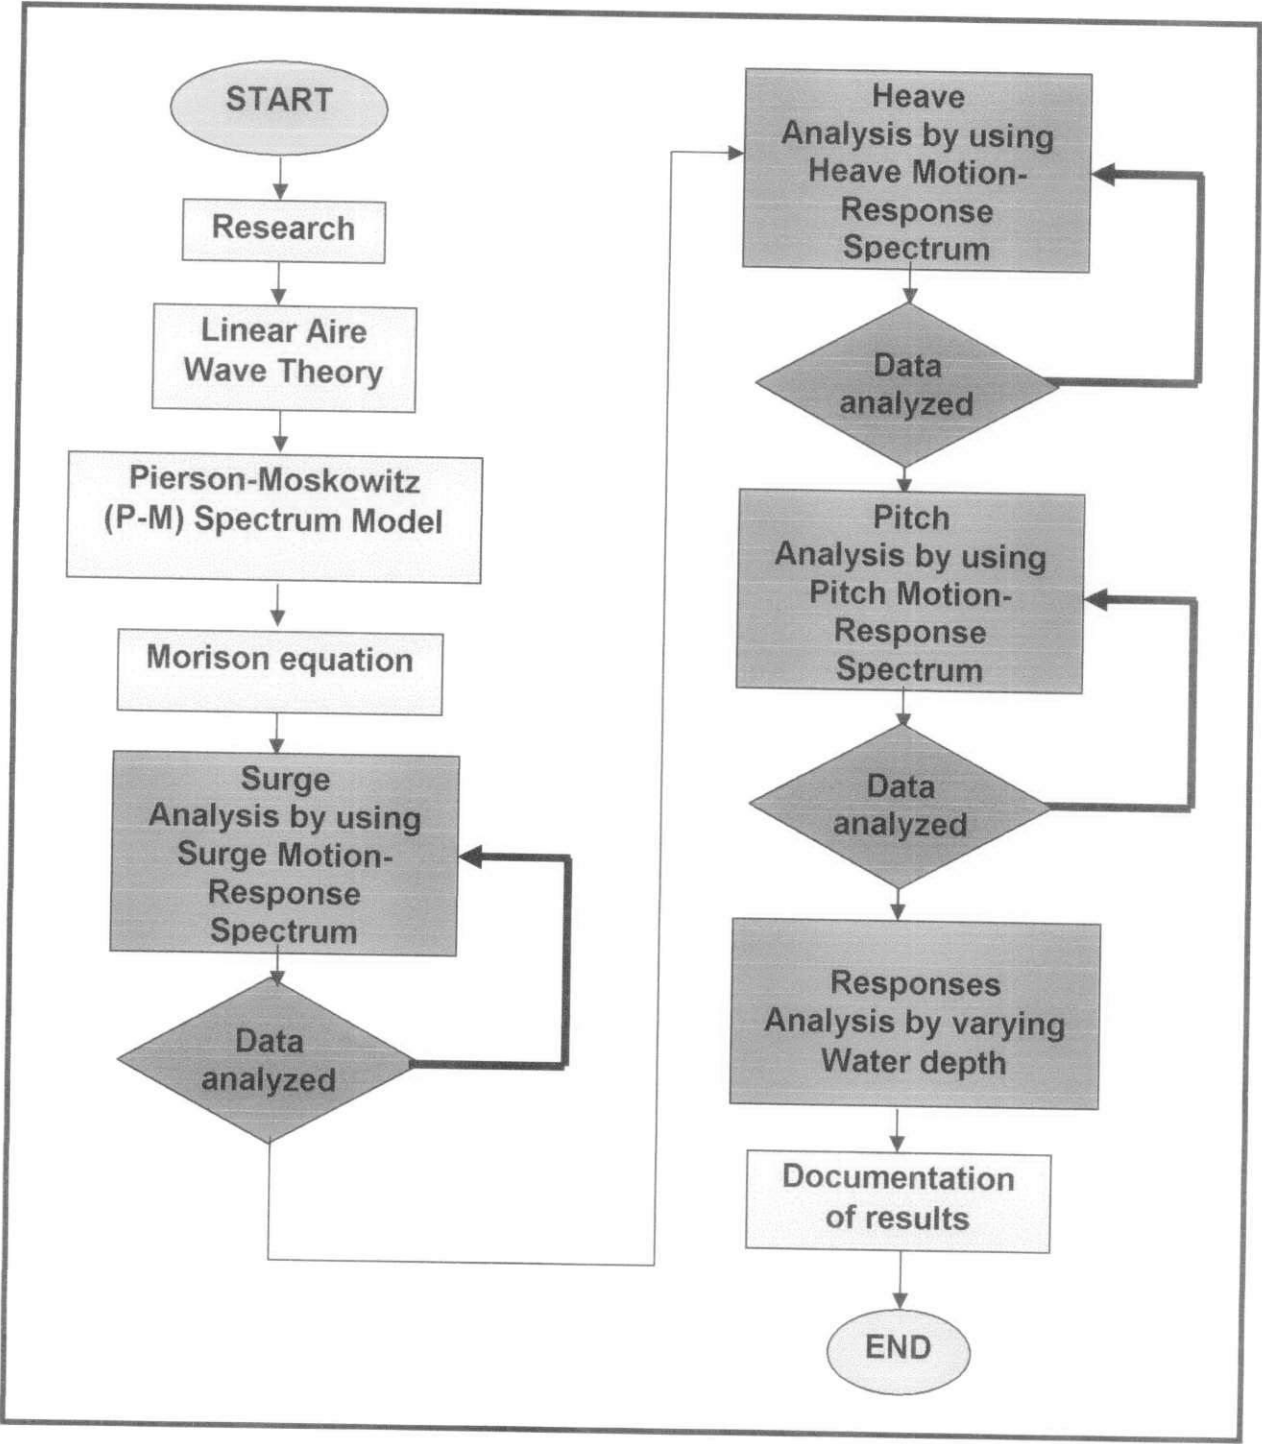 START
Research
Linear Aire
Wave Theory
Pierson-Moskowitz
(P-M) Spectrum Model
Morison equation
Surge
Analysis by using
Surge Motion-
Response
Spectrum
Data
analyzed
Heave
Analysis by using
Heave Motion-
Response
Spectrum
Data
analyzed
Pitch
Analysis by using
Pitch Motion-
Response
Spectrum
Data
analyzed
Responses
Analysis by varying
Water depth
Documentation
of results
END